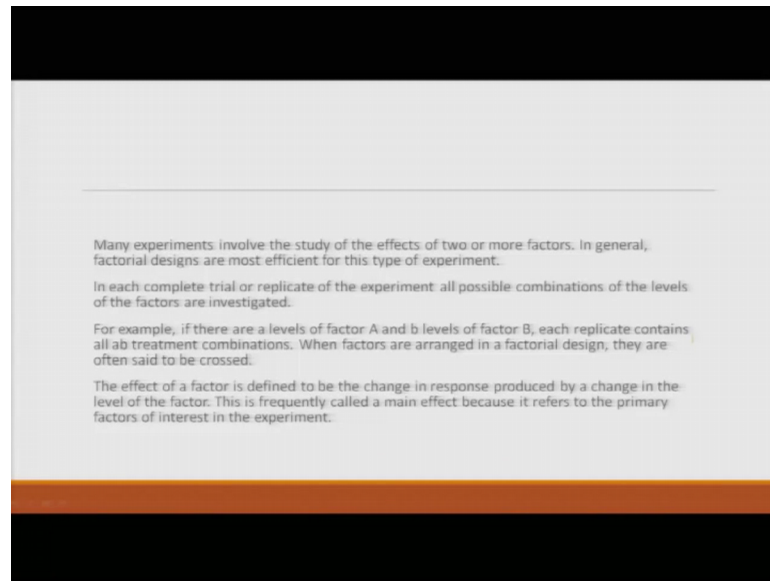 Many experiments involve the study of the effects of two or more factors. In general,
factorial designs are most efficient for this type of experiment.
In each complete trial or replicate of the experiment all possible combinations of the levels
of the factors are investigated.
For example, if there are a levels of factor A and b levels of factor B, each replicate contains
all ab treatment combinations. When factors are arranged in a factorial design, they are
often said to be crossed.
The effect of a factor is defined to be the change in response produced by a change in the
level of the factor. This is frequently called a main effect because it refers to the primary
factors of interest in the experiment.